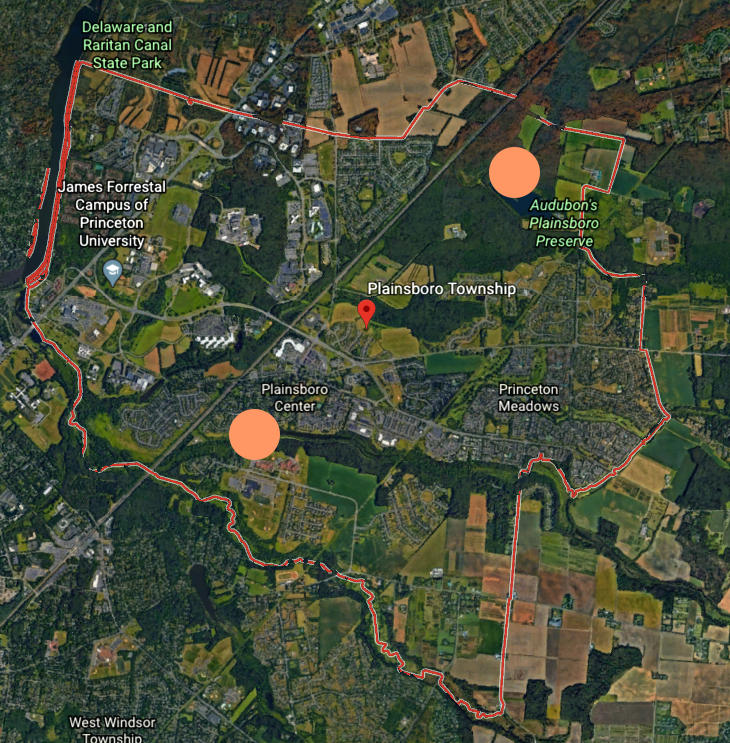 Delaware and
Raritan Canal
State Park
James Forrestal
Campus of
Princeton
University
Audubon's
Plainsboro
Preserve
Plainsboro Township
Plainsboro
Center
Princeton
Meadows
West Windsor
Township